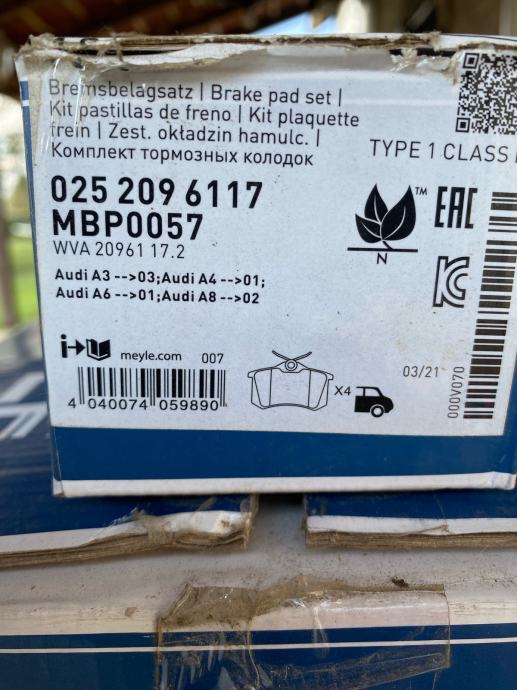 Bremsbelagsatz | Brake pad set |
Kit pastillas de freno | Kit plaquette
frein | Zest. okładzin hamulc. |
Комплект тормозных колодок
TYPE 1 CLASS
025 209 6117
MBP0057
WVA 20961 17.2
Audi A3 -->03;Audi A4 -->01;
Audi A6 -->01;Audi A8 -->02
™
N
EAC
meyle.com 007
4 040074 059890
X4
03/21
000V070